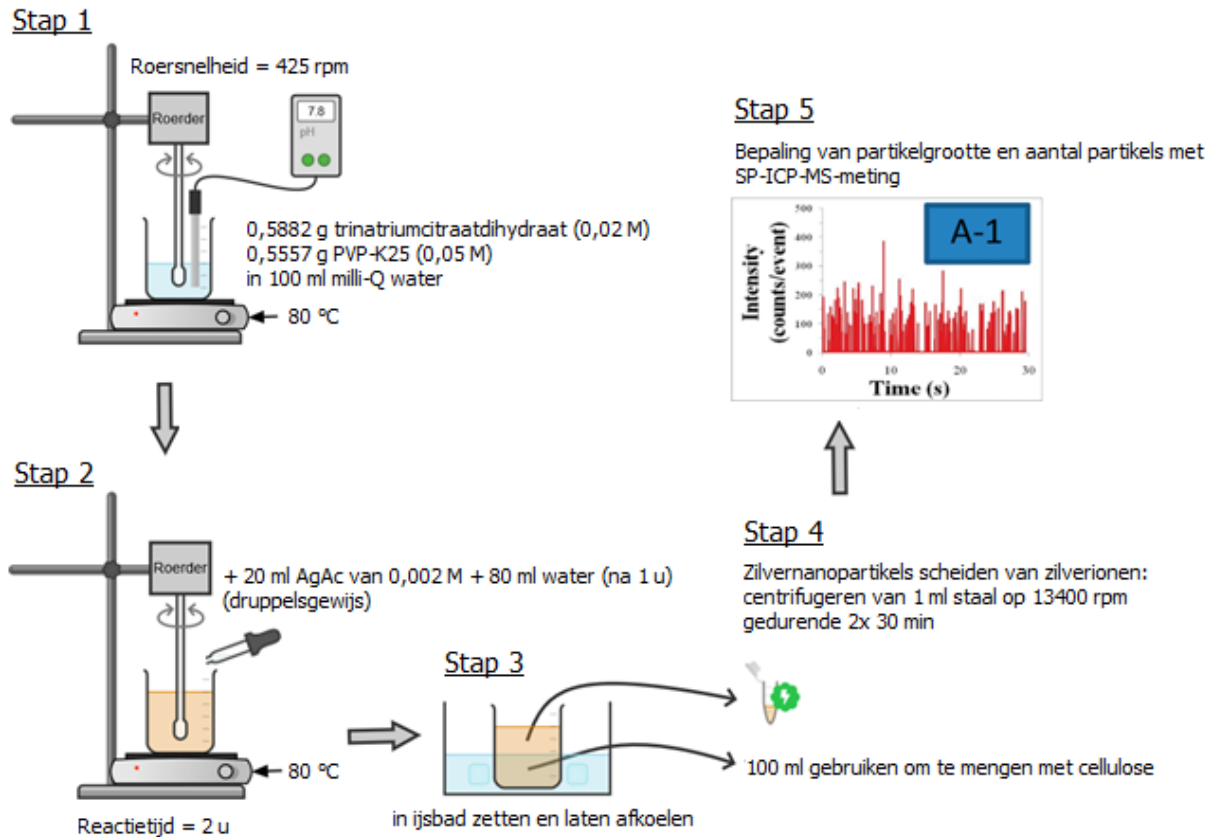 Stap 1
Roersnelheid = 425 rpm
Roerder
7.8
pH
0,5882 g trinatriumcitraatdihydraat (0,02 M)
0,5557 g PVP-K25 (0,05 M)
in 100 ml milli-Q water
80 °C
Stap 2
Roerder
+ 20 ml AgAc van 0,002 M + 80 ml water (na 1 u)
(druppelsgewijs)
80 °C
Reactietijd = 2 u
Stap 3
in ijsbad zetten en laten afkoelen
Stap 4
Zilvernanopartikels scheiden van zilverionen:
centrifugeren van 1 ml staal op 13400 rpm
gedurende 2x 30 min
100 ml gebruiken om te mengen met cellulose
Stap 5
Bepaling van partikelgrootte en aantal partikels met
SP-ICP-MS-meting
A-1
Intensity
(counts/event)
500
400
300
200
100
0
0 10 20 30
Time (s)